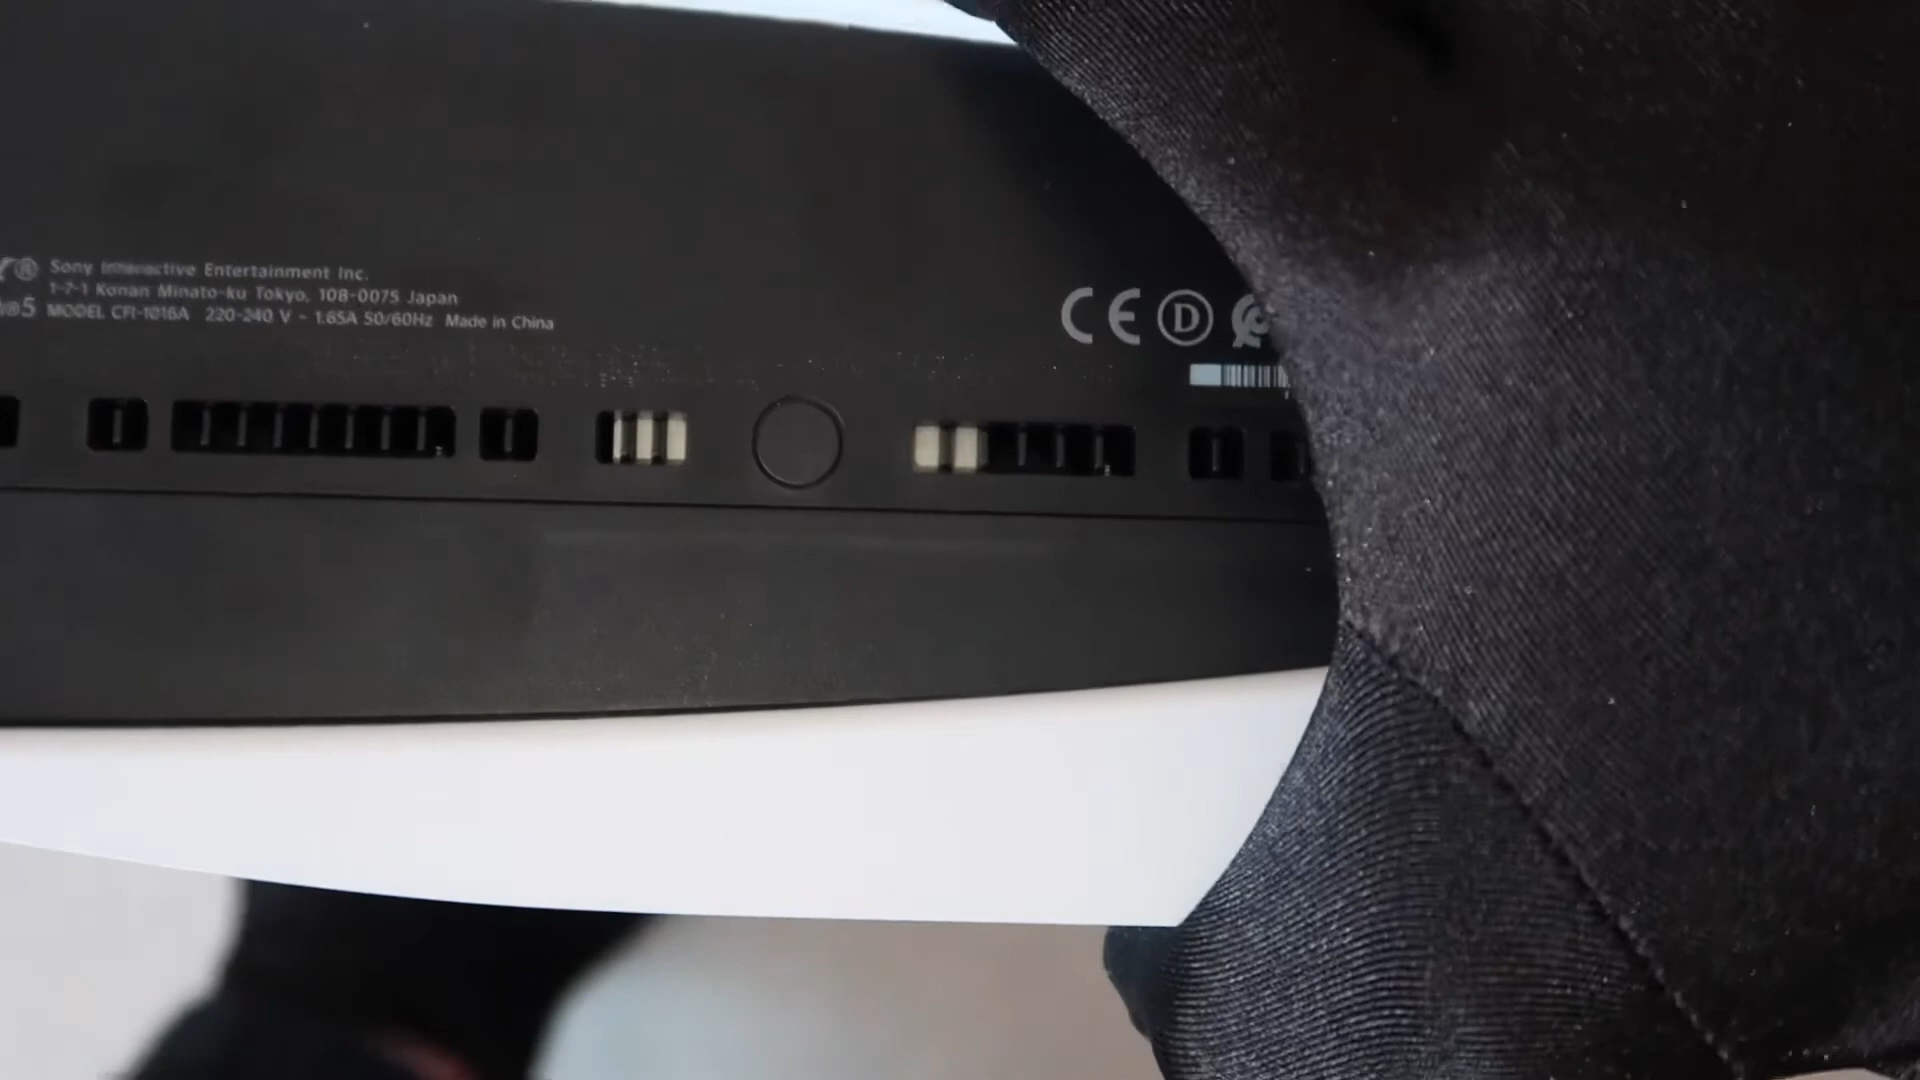 ® Sony Interactive Entertainment Inc.
1-7-1 Konan Minato-ku Tokyo, 108-0075 Japan
®5 MODEL CFI-1016A 220-240 V ~ 1.65A 50/60Hz Made in China
CE D